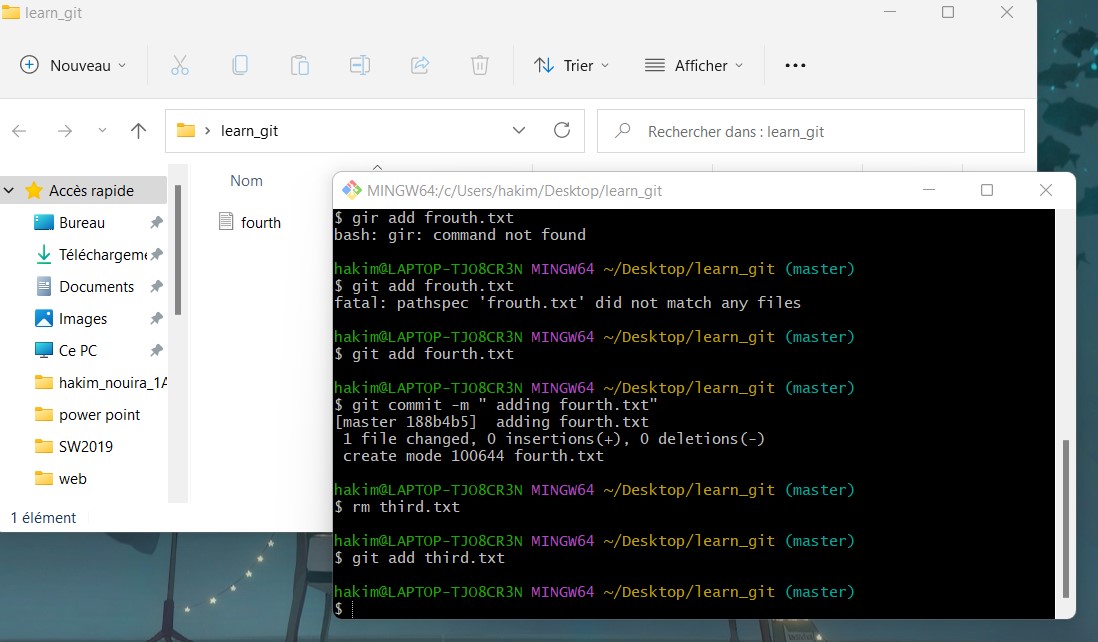 learn_git
Nouveau
Trier
Afficher
learn_git
Rechercher dans : learn_git
Accès rapide
Bureau
Téléchargeme
Documents
Images
Ce PC
hakim_nouira_1A
power point
SW2019
web
1 élément
Nom
fourth
MINGW64:/c/Users/hakim/Desktop/learn_git
$ gir add frouth.txt
bash: gir: command not found
hakim@LAPTOP-TJO8CR3N MINGW64 ~/Desktop/learn_git (master)
$ git add frouth.txt
fatal: pathspec 'frouth.txt' did not match any files
hakim@LAPTOP-TJO8CR3N MINGW64 ~/Desktop/learn_git (master)
$ git add fourth.txt
hakim@LAPTOP-TJO8CR3N MINGW64 ~/Desktop/learn_git (master)
$ git commit -m " adding fourth.txt"
[master 188b4b5]  adding fourth.txt
 1 file changed, 0 insertions(+), 0 deletions(-)
 create mode 100644 fourth.txt
hakim@LAPTOP-TJO8CR3N MINGW64 ~/Desktop/learn_git (master)
$ rm third.txt
hakim@LAPTOP-TJO8CR3N MINGW64 ~/Desktop/learn_git (master)
$ git add third.txt
hakim@LAPTOP-TJO8CR3N MINGW64 ~/Desktop/learn_git (master)
$